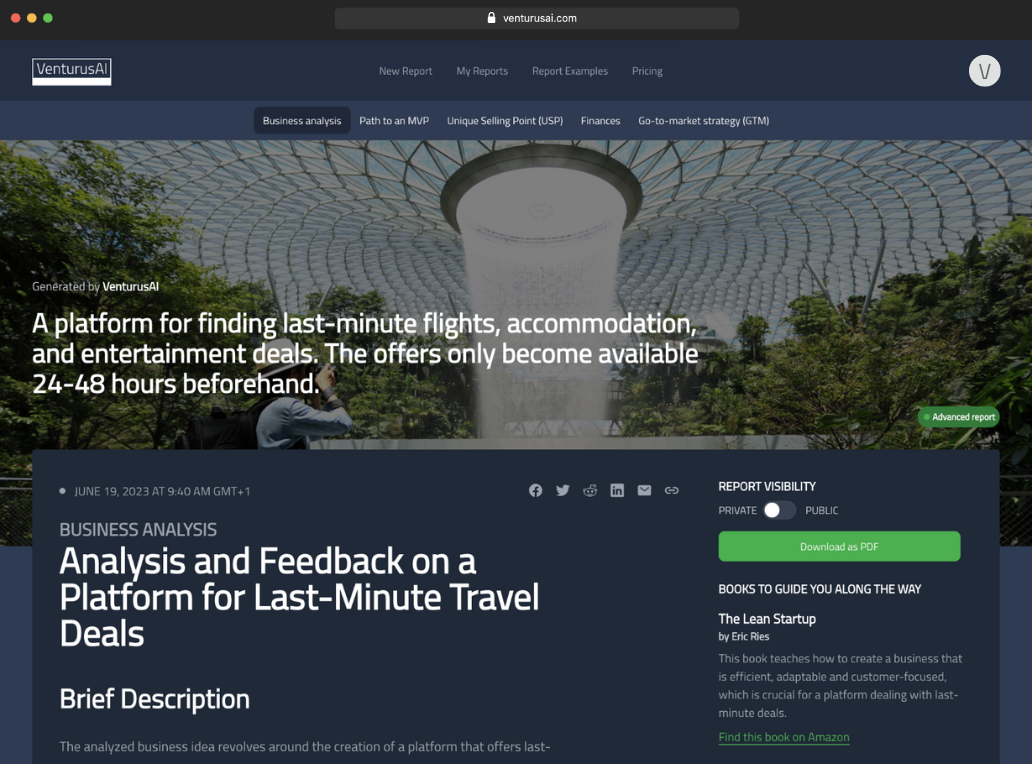 venturusai.com
VenturusAI
New Report
My Reports
Report Examples
Pricing
V
Business analysis
Path to an MVP
Unique Selling Point (USP)
Finances
Go-to-market strategy (GTM)
Generated by VenturusAI
A platform for finding last-minute flights, accommodation,
and entertainment deals. The offers only become available
24-48 hours beforehand.
Advanced report
JUNE 19, 2023 AT 9:40 AM GMT+1
BUSINESS ANALYSIS
Analysis and Feedback on a
Platform for Last-Minute Travel
Deals
Brief Description
The analyzed business idea revolves around the creation of a platform that offers last-
REPORT VISIBILITY
PRIVATE
PUBLIC
Download as PDF
BOOKS TO GUIDE YOU ALONG THE WAY
The Lean Startup
by Eric Ries
This book teaches how to create a business that
is efficient, adaptable and customer-focused,
which is crucial for a platform dealing with last-
minute deals.
Find this book on Amazon